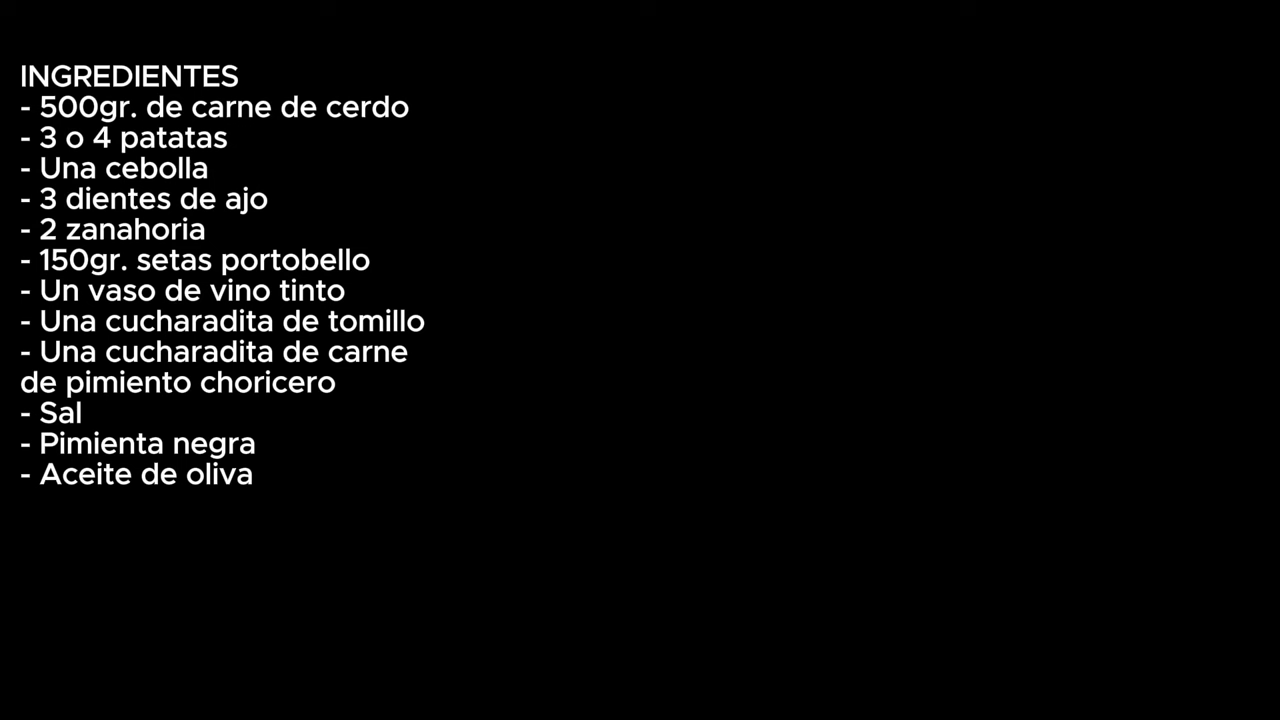 INGREDIENTES
- 500gr. de carne de cerdo
- 3 o 4 patatas
- Una cebolla
- 3 dientes de ajo
- 2 zanahoria
- 150gr. setas portobello
- Un vaso de vino tinto
- Una cucharadita de tomillo
- Una cucharadita de carne
de pimiento choricero
- Sal
- Pimienta negra
- Aceite de oliva